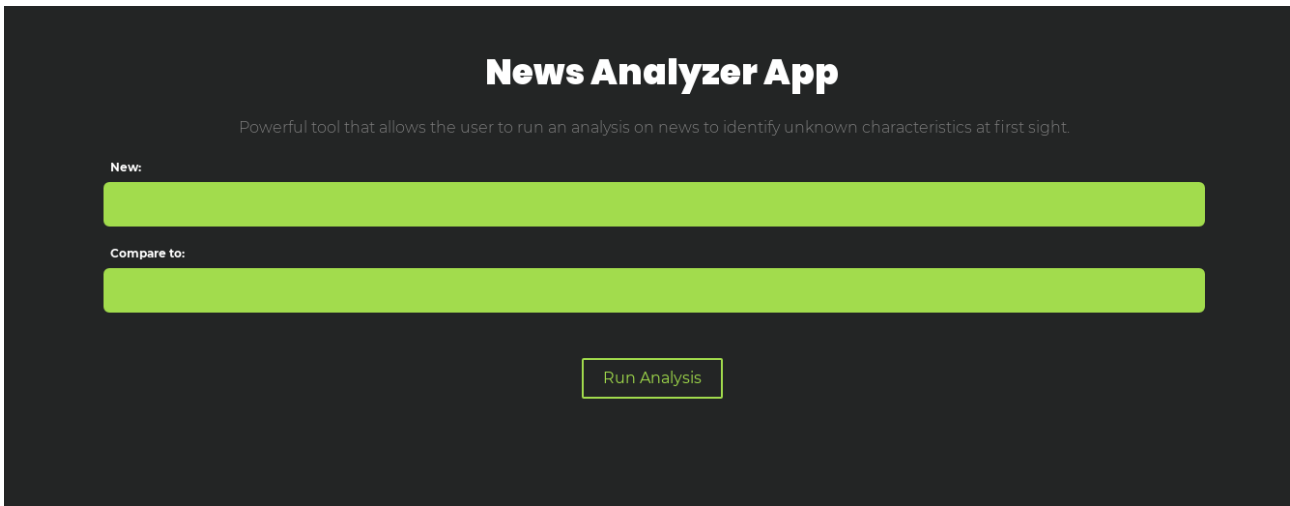 News Analyzer App
Powerful tool that allows the user to run an analysis on news to identify unknown characteristics at first sight.
New:
Compare to:
Run Analysis